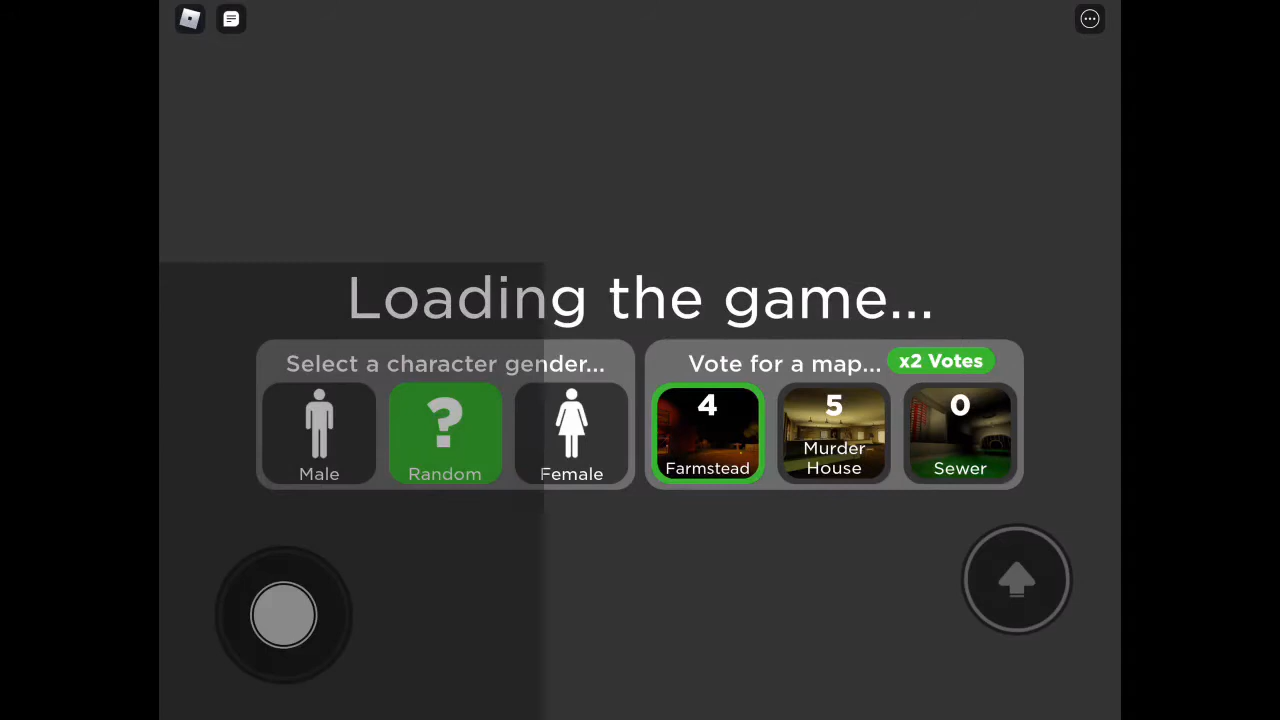 Loading the game...
Select a character gender...
Vote for a map...
x2 Votes
?
Male
Random
Female
4
Farmstead
5
Murder
House
0
Sewer